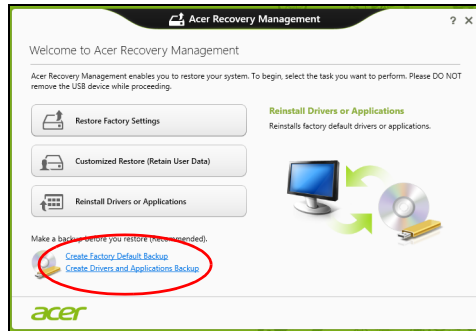 Acer Recovery Management
? X
Welcome to Acer Recovery Management
Acer Recovery Management enables you to restore your system. To begin, select the task you want to perform. Please DO NOT
remove the USB device while proceeding.
Restore Factory Settings
Customized Restore (Retain User Data)
Reinstall Drivers or Applications
Reinstall Drivers or Applications
Reinstalls factory default drivers or applications.
Make a backup before you restore (Recommended).
Create Factory Default Backup
Create Drivers and Applications Backup
acer